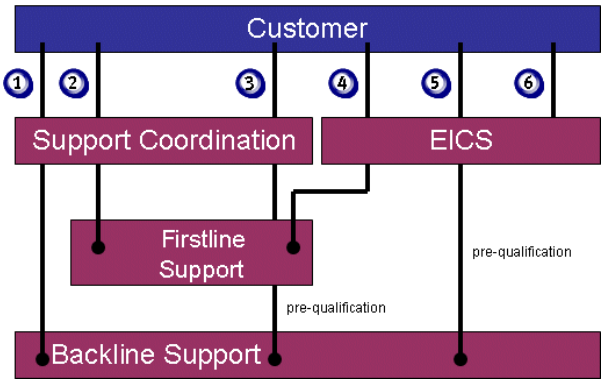 Customer
1
2
3
4
5
6
Support Coordination
EICS
Firstline
Support
pre-qualification
pre-qualification
Backline Support